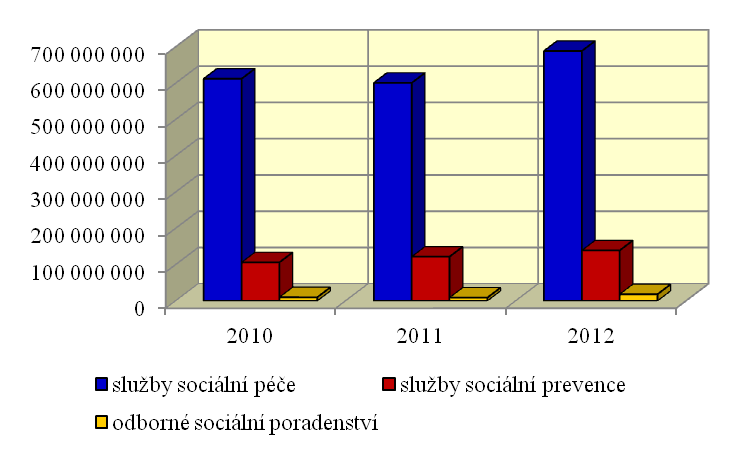 700 000 000
600 000 000
500 000 000
400 000 000
300 000 000
200 000 000
100 000 000
0
2010 2011 2012
služby sociální péče služby sociální prevence
odborné sociální poradenství